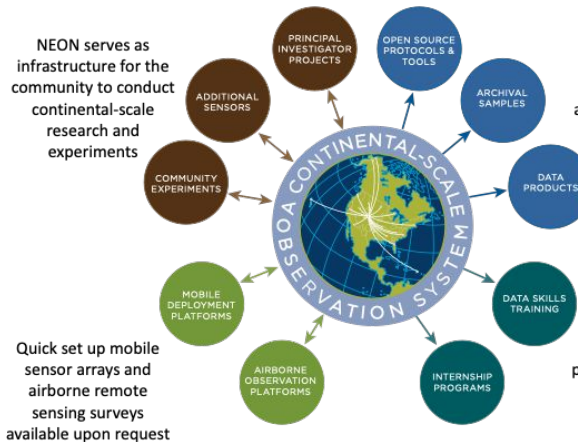 NEON serves as
infrastructure for the
community to conduct
continental-scale
research and
experiments
PRINCIPAL
INVESTIGATOR
PROJECTS
OPEN SOURCE
PROTOCOLS &
TOOLS
ADDITIONAL
SENSORS
ARCHIVAL
SAMPLES
a
COMMUNITY
EXPERIMENTS
DATA
PRODUCTS
A CONTINENTAL-SCALE
OBSERVATION SYSTEM
MOBILE
DEPLOYMENT
PLATFORMS
DATA SKILLS
TRAINING
AIRBORNE
OBSERVATION
PLATFORMS
INTERNSHIP
PROGRAMS
p
Quick set up mobile
sensor arrays and
airborne remote
sensing surveys
available upon request